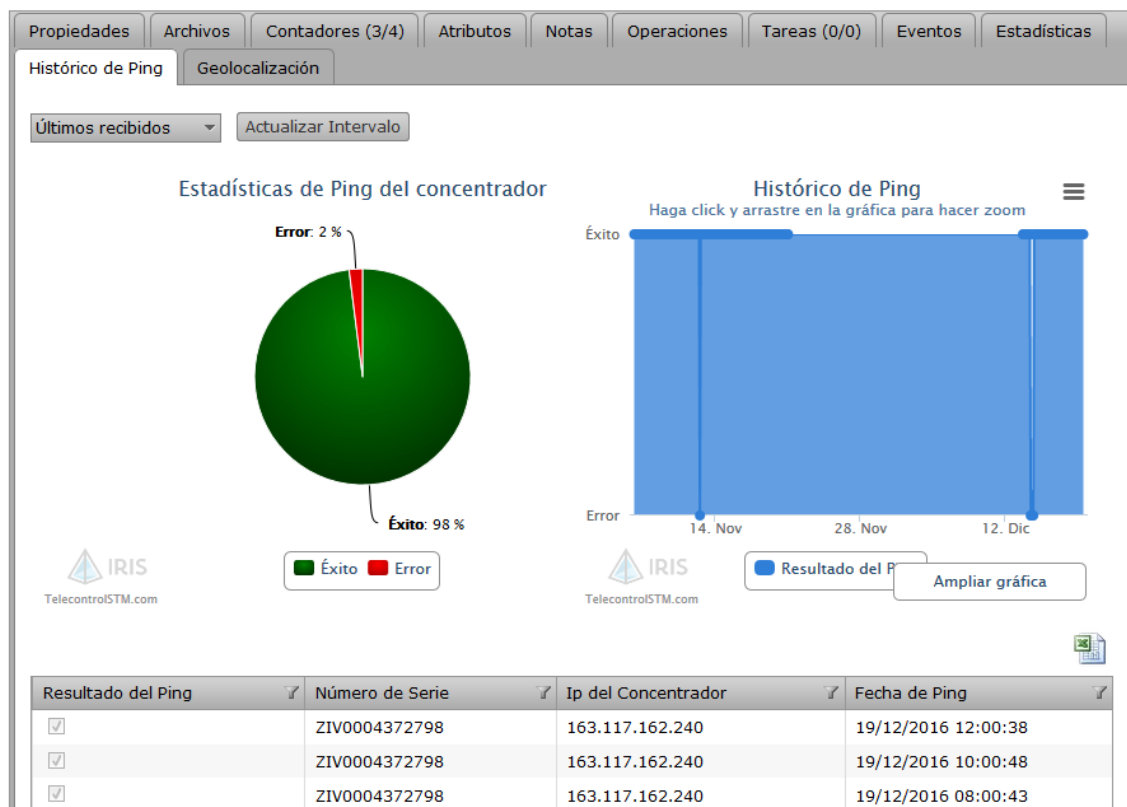 Propiedades Archivos Contadores (3/4) Atributos Notas Operaciones Tareas (0/0) Eventos Estadísticas
Histórico de Ping Geolocalización
Últimos recibidos Actualizar Intervalo
Estadísticas de Ping del concentrador
Error: 2 %
Éxito: 98 %
IRIS
TelecontrolSTM.com
Éxito Error
Histórico de Ping
Haga click y arrastre en la gráfica para hacer zoom
Éxito
Error
14. Nov 28. Nov 12. Dic
IRIS
TelecontrolSTM.com
Resultado del P
Ampliar gráfica
Resultado del Ping Número de Serie Ip del Concentrador Fecha de Ping
ZIV0004372798 163.117.162.240 19/12/2016 12:00:38
ZIV0004372798 163.117.162.240 19/12/2016 10:00:48
ZIV0004372798 163.117.162.240 19/12/2016 08:00:43